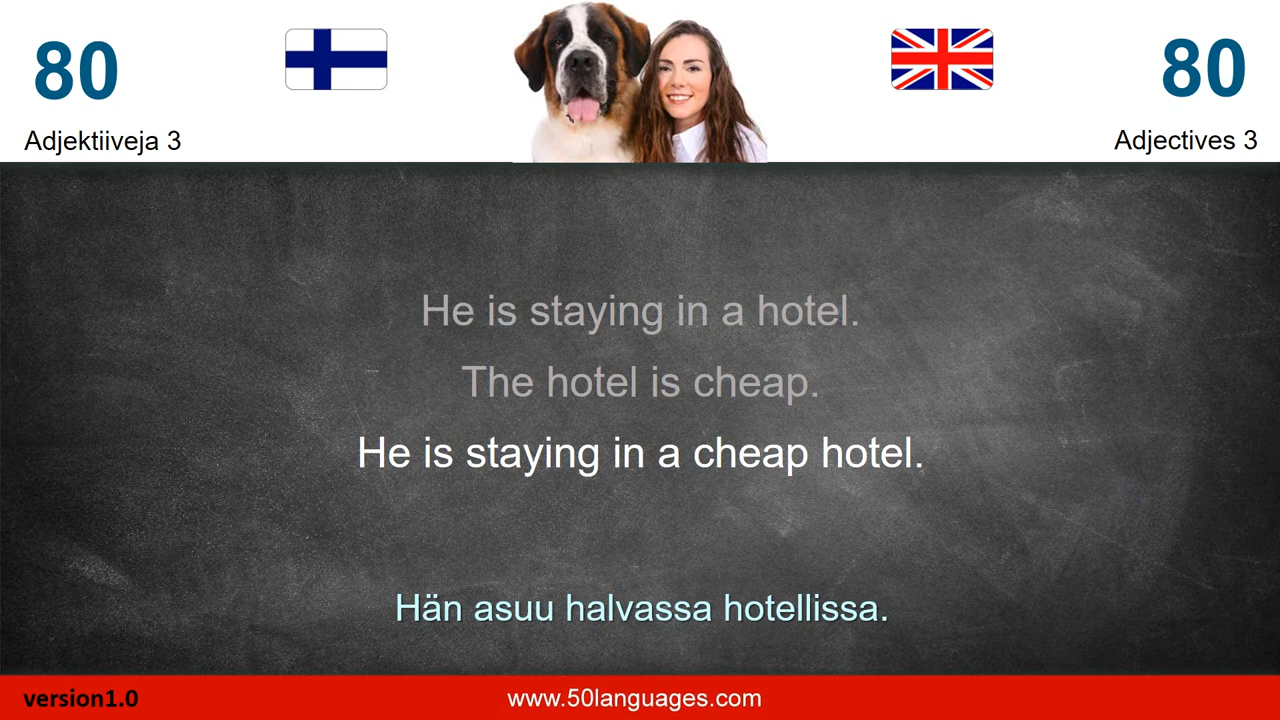 80
80
Adjektiiveja 3
Adjectives 3
He is staying in a hotel.
The hotel is cheap.
He is staying in a cheap hotel.
Hän asuu halvassa hotellissa.
version1.0
www.50languages.com